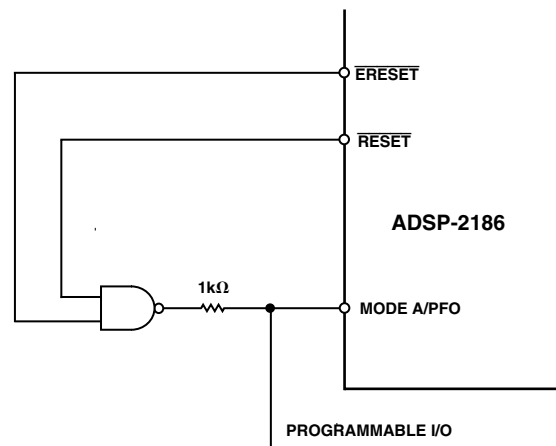 ERESET
RESET
ADSP-2186
1kΩ
MODE A/PFO
PROGRAMMABLE I/O